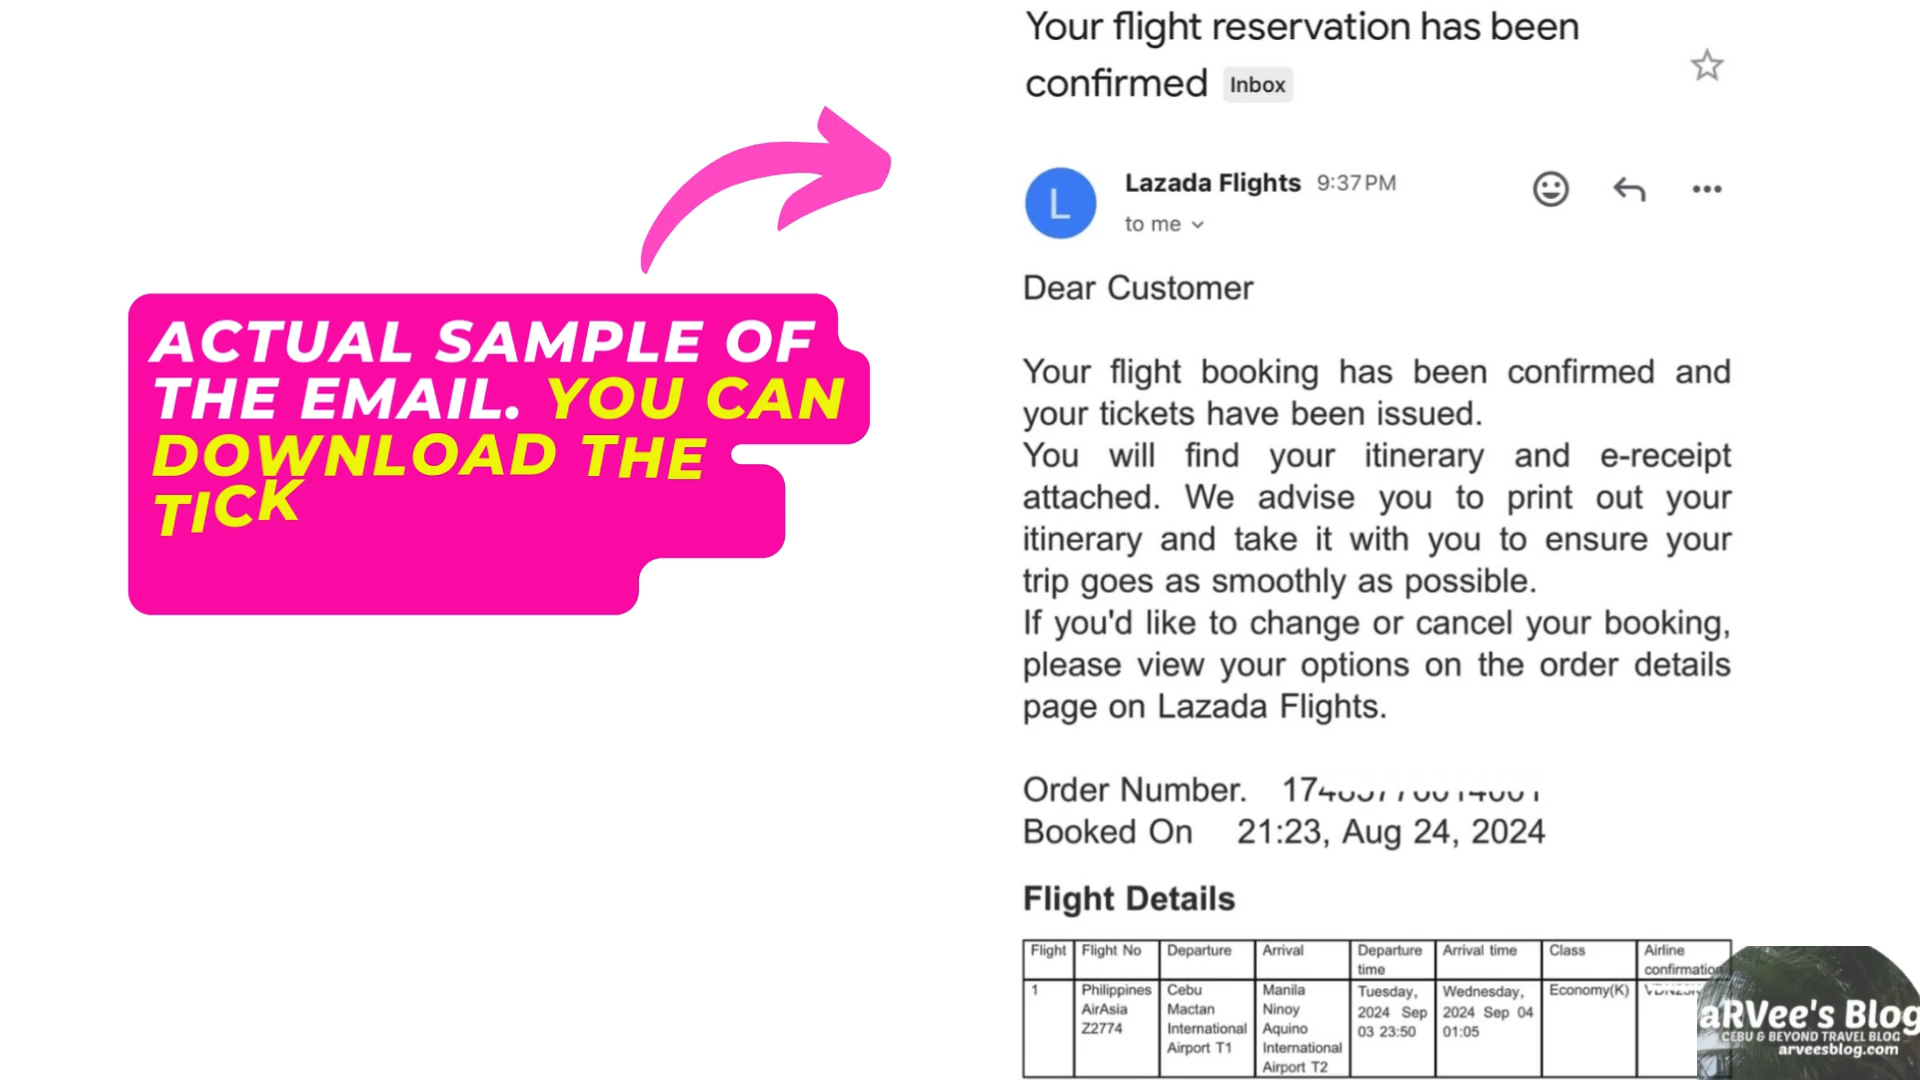 ACTUAL SAMPLE OF
THE EMAIL. YOU CAN
DOWNLOAD THE
TICK
Your flight reservation has been
confirmed Inbox
L
Lazada Flights 9:37 PM
to me
Dear Customer
Your flight booking has been confirmed and
your tickets have been issued.
You will find your itinerary and e-receipt
attached. We advise you to print out your
itinerary and take it with you to ensure your
trip goes as smoothly as possible.
If you'd like to change or cancel your booking,
please view your options on the order details
page on Lazada Flights.
Order Number.
Booked On 21:23, Aug 24, 2024
Flight Details
Flight Flight No Departure Arrival Departure time Arrival time Class Airline confirmation
1 Philippines AirAsia Z2774 Cebu Mactan International Airport T1 Manila Ninoy Aquino International Airport T2 Tuesday, 2024 Sep 03 23:50 Wednesday, 2024 Sep 04 01:05 Economy(K)
aRVee's Blog
CEBU & BEYOND TRAVEL BLOG
arveesblog.com